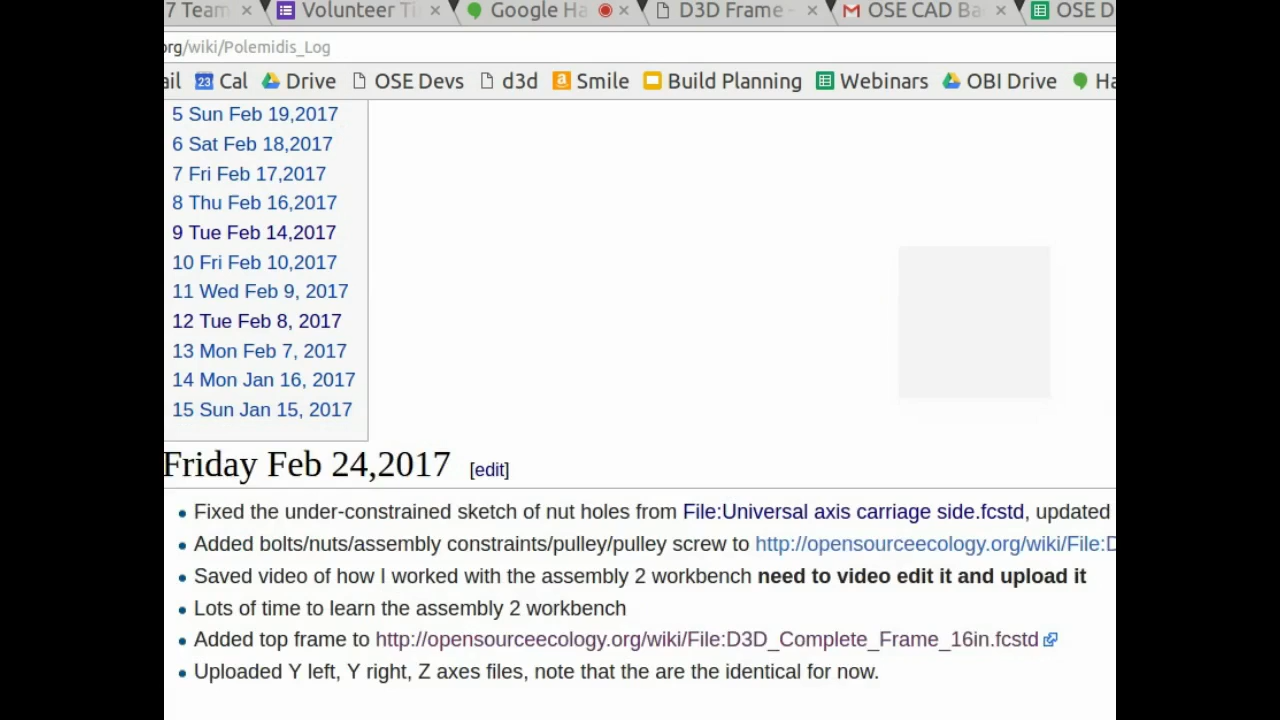 7 Team Volunteer Ti Google Ha D3D Frame - OSE CAD Ba OSE D
org/wiki/Polemidis_Log
ail 23 Cal Drive OSE Devs d3d a Smile Build Planning Webinars OBI Drive Ha
5 Sun Feb 19,2017
6 Sat Feb 18,2017
7 Fri Feb 17,2017
8 Thu Feb 16,2017
9 Tue Feb 14,2017
10 Fri Feb 10,2017
11 Wed Feb 9, 2017
12 Tue Feb 8, 2017
13 Mon Feb 7, 2017
14 Mon Jan 16, 2017
15 Sun Jan 15, 2017
Friday Feb 24,2017 [edit]
Fixed the under-constrained sketch of nut holes from File:Universal axis carriage side.fcstd, updated
Added bolts/nuts/assembly constraints/pulley/pulley screw to http://opensourceecology.org/wiki/File:D
Saved video of how I worked with the assembly 2 workbench need to video edit it and upload it
Lots of time to learn the assembly 2 workbench
Added top frame to http://opensourceecology.org/wiki/File:D3D_Complete_Frame_16in.fcstd
Uploaded Y left, Y right, Z axes files, note that the are the identical for now.